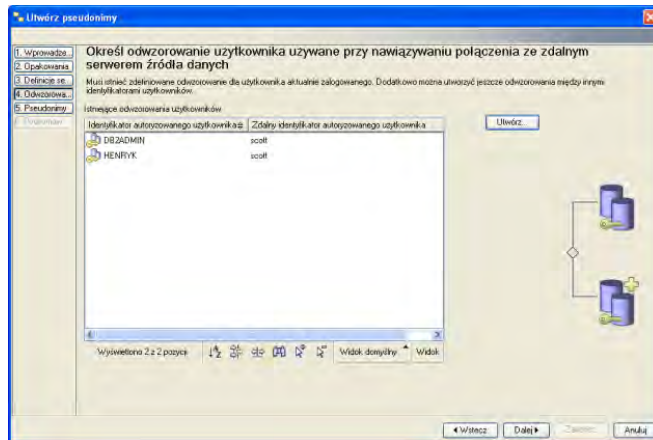 Utwórz pseudonimy
1. Wprowadze...
2. Opakowania
3. Definicje se...
4. Odwzorowa...
5. Pseudonimy
Określ odwzorowanie użytkownika używane przy nawiązywaniu połączenia ze zdalnym
serwerem źródła danych
Musi istnieć zdefiniowane odwzorowanie dla użytkownika aktualnie zalogowanego. Dodatkowo można utworzyć jeszcze odwzorowania między innymi
identyfikatorami użytkowników.
Istniejące odwzorowania użytkowników
Identyfikator autoryzowanego użytkownika Zdalny identyfikator autoryzowanego użytkownika
DB2ADMIN scott
HENRYK scott
Utwórz...
Wyświetlono 2 z 2 pozycji Widok domyślny Widok
Wstecz Dalej Anuluj